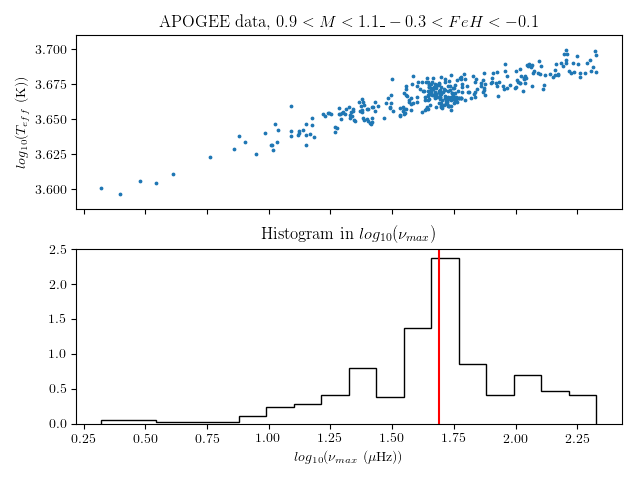 APOGEE data, 0.9 < M < 1.1_ − 0.3 < FeH < −0.1
3.700
3.675
3.650
3.625
3.600
log10(Teff (K))
Histogram in log10(νmax)
2.5
2.0
1.5
1.0
0.5
0.0
0.25 0.50 0.75 1.00 1.25 1.50 1.75 2.00 2.25
log10(νmax (μHz))